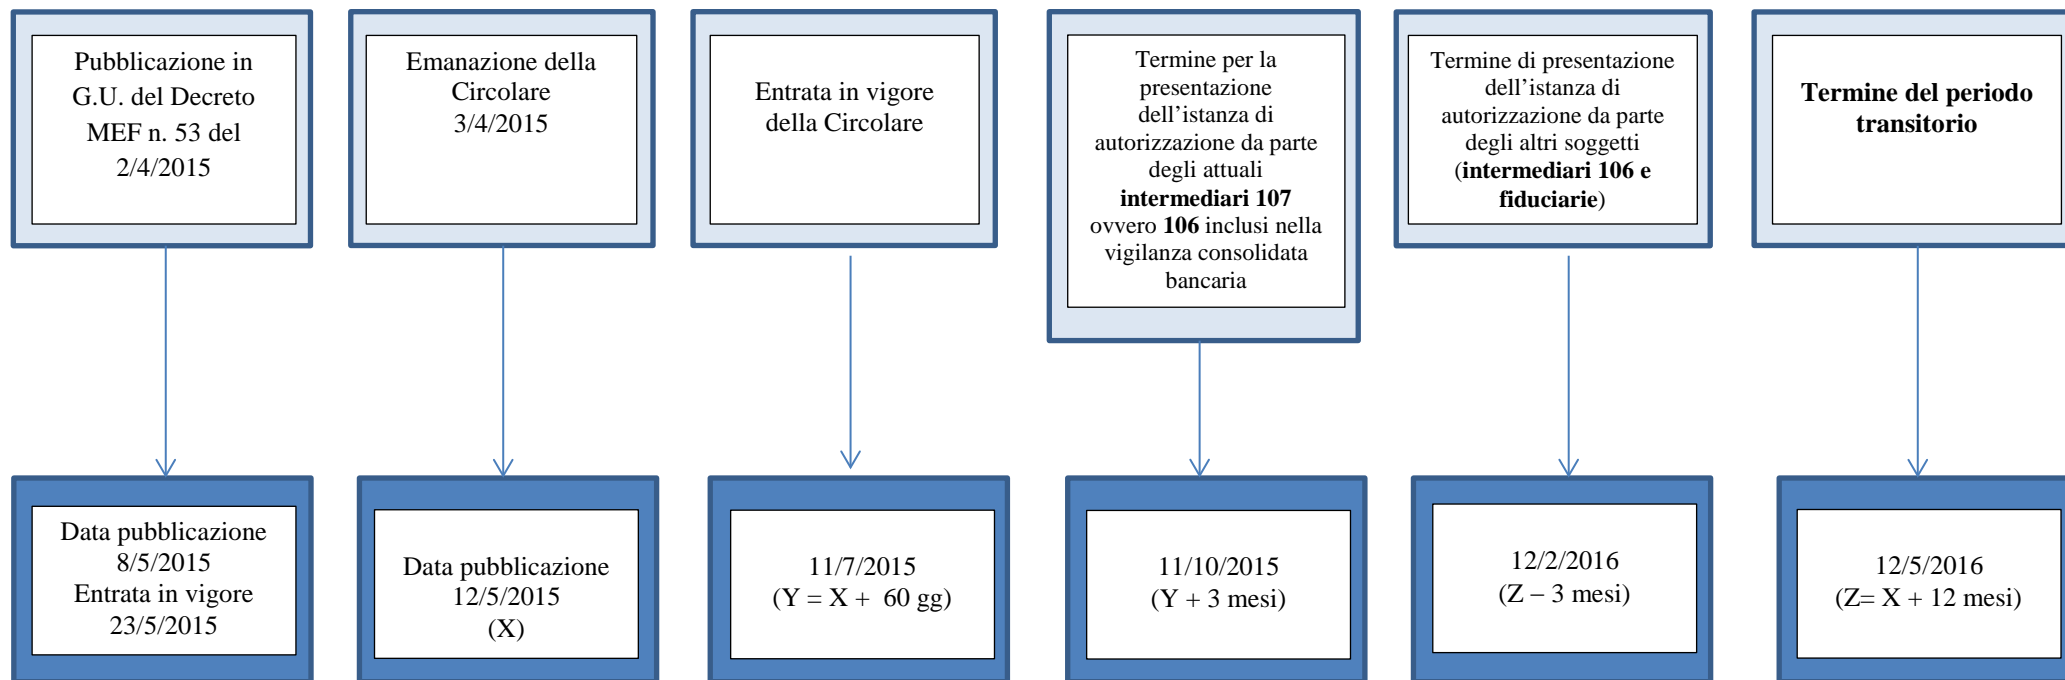 Pubblicazione in
G.U. del Decreto
MEF n. 53 del
2/4/2015
Emanazione della
Circolare
3/4/2015
Entrata in vigore
della Circolare
Termine per la
presentazione
dell’istanza di
autorizzazione da parte
degli attuali
intermediari 107
ovvero 106 inclusi nella
vigilanza consolidata
bancaria
Termine di presentazione
dell’istanza di
autorizzazione da parte
degli altri soggetti
(intermediari 106 e
fiduciarie)
Termine del periodo
transitorio
Data pubblicazione
8/5/2015
Entrata in vigore
23/5/2015
Data pubblicazione
12/5/2015
(X)
11/7/2015
(Y = X + 60 gg)
11/10/2015
(Y + 3 mesi)
12/2/2016
(Z – 3 mesi)
12/5/2016
(Z= X + 12 mesi)